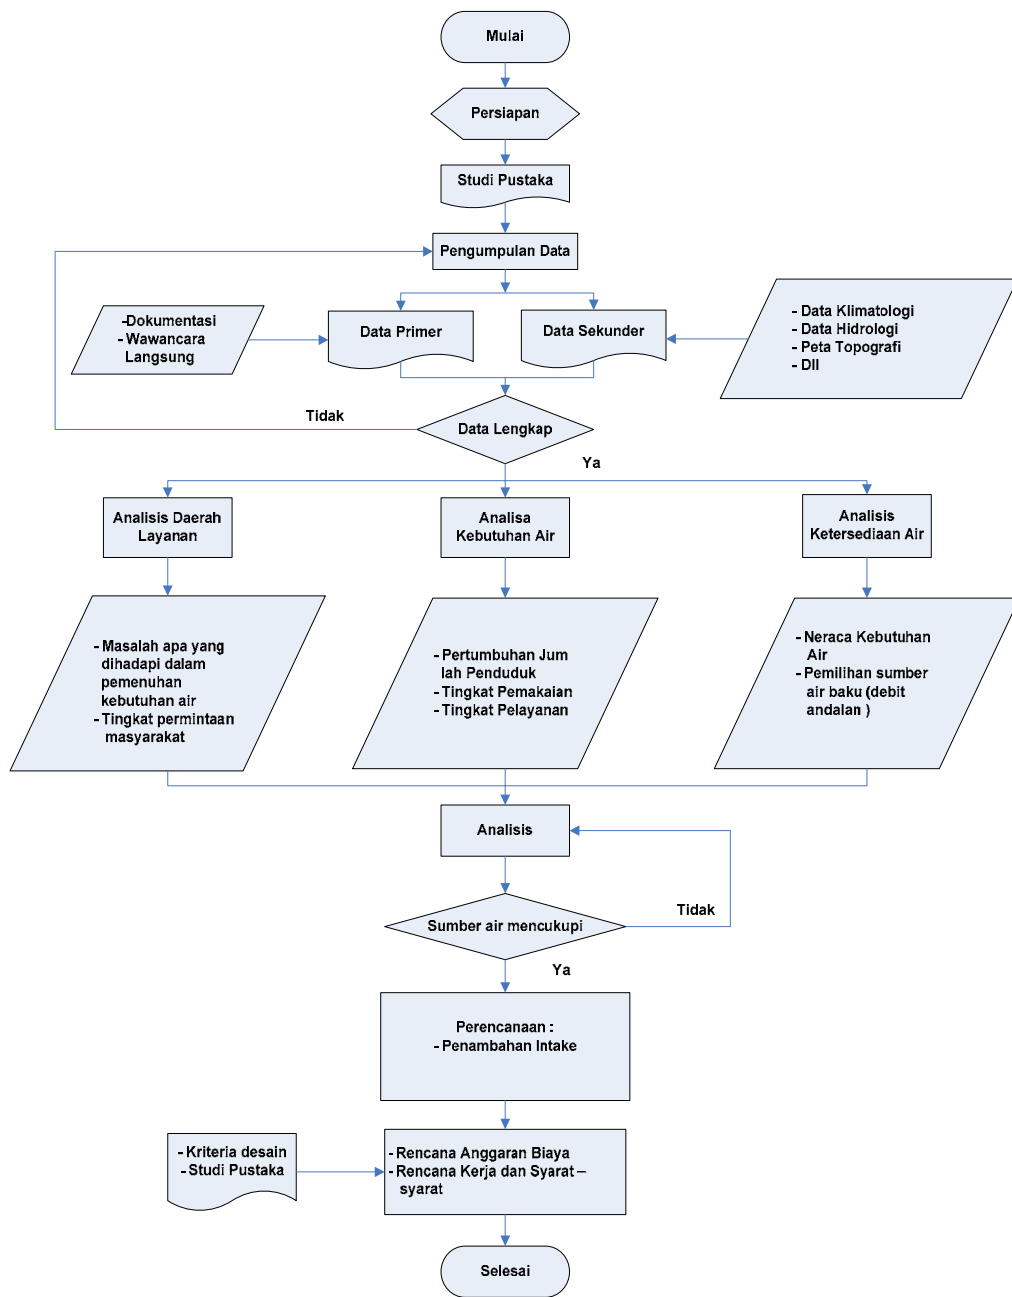 Mulai
Persiapan
Studi Pustaka
Pengumpulan Data
-Dokumentasi
- Wawancara
Langsung
Data Primer
Data Sekunder
- Data Klimatologi
- Data Hidrologi
- Peta Topografi
- Dll
Tidak
Data Lengkap
Ya
Analisis Daerah
Layanan
Analisa
Kebutuhan Air
Analisis
Ketersediaan Air
- Masalah apa yang
dihadapi dalam
pemenuhan
kebutuhan air
- Tingkat permintaan
masyarakat
- Pertumbuhan Jum
lah Penduduk
- Tingkat Pemakaian
- Tingkat Pelayanan
- Neraca Kebutuhan
Air
- Pemilihan sumber
air baku (debit
andalan )
Analisis
Sumber air mencukupi
Tidak
Ya
Perencanaan :
- Penambahan Intake
- Kriteria desain
- Studi Pustaka
- Rencana Anggaran Biaya
- Rencana Kerja dan Syarat –
syarat
Selesai